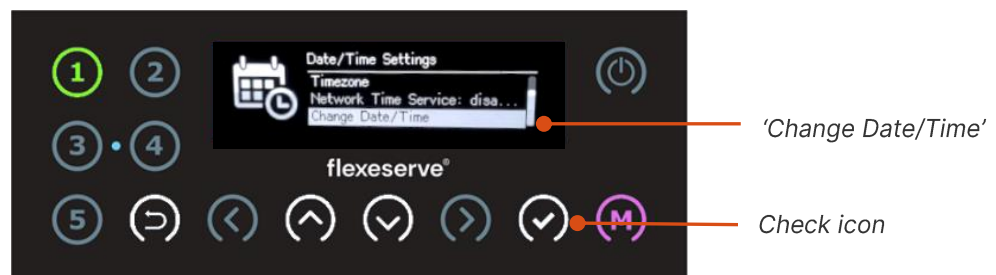 1
2
Date/Time Settings
Timezone
Network Time Service: disa...
Change Date/Time
‘Change Date/Time’
3
4
flexeserve®
5
M
Check icon